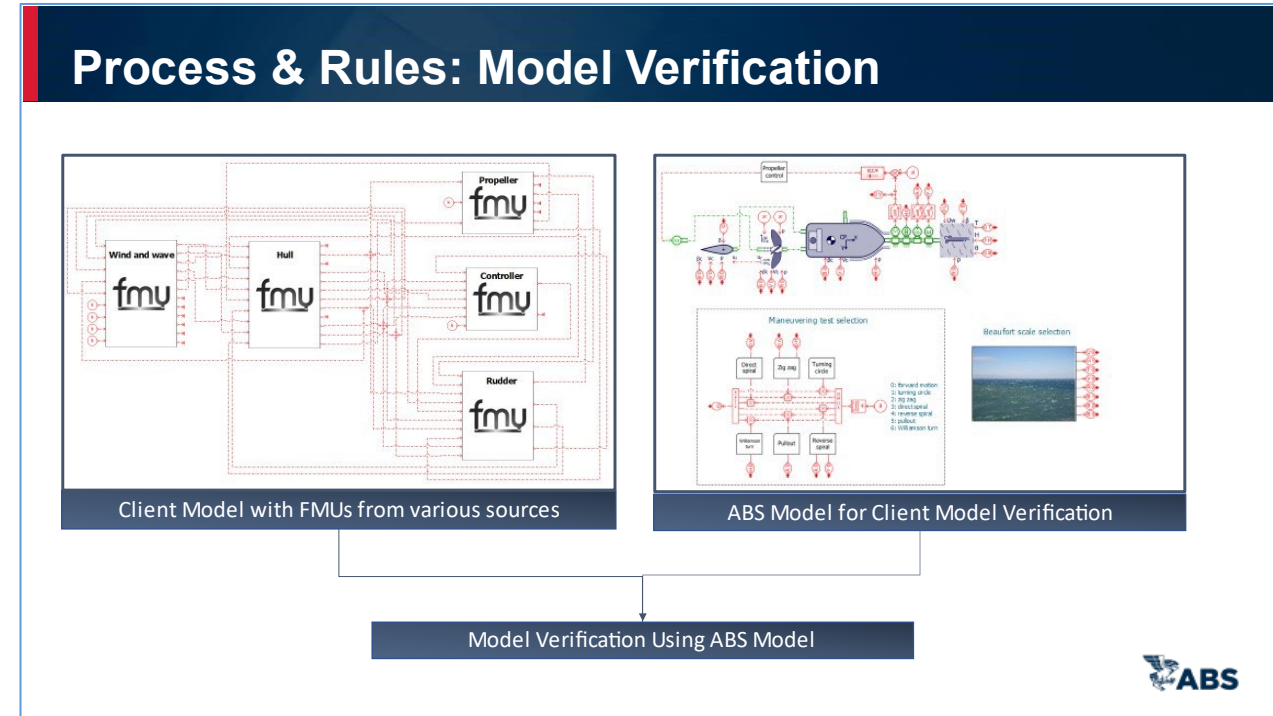 Process & Rules: Model Verification
Propeller
fmu
Wind and wave
fmu
Hull
fmu
Controller
fmu
Rudder
fmu
Client Model with FMUs from various sources
Propeller
control
Maneuvering test selection
Direct
spiral
Zig zag
Turning
circle
Williamson
turn
Pullout
Reverse
spiral
0: forward motion
1: turning circle
2: zig zag
3: direct spiral
4: reverse spiral
5: pullout
6: Williamson turn
Beaufort scale selection
ABS Model for Client Model Verification
Model Verification Using ABS Model
ABS